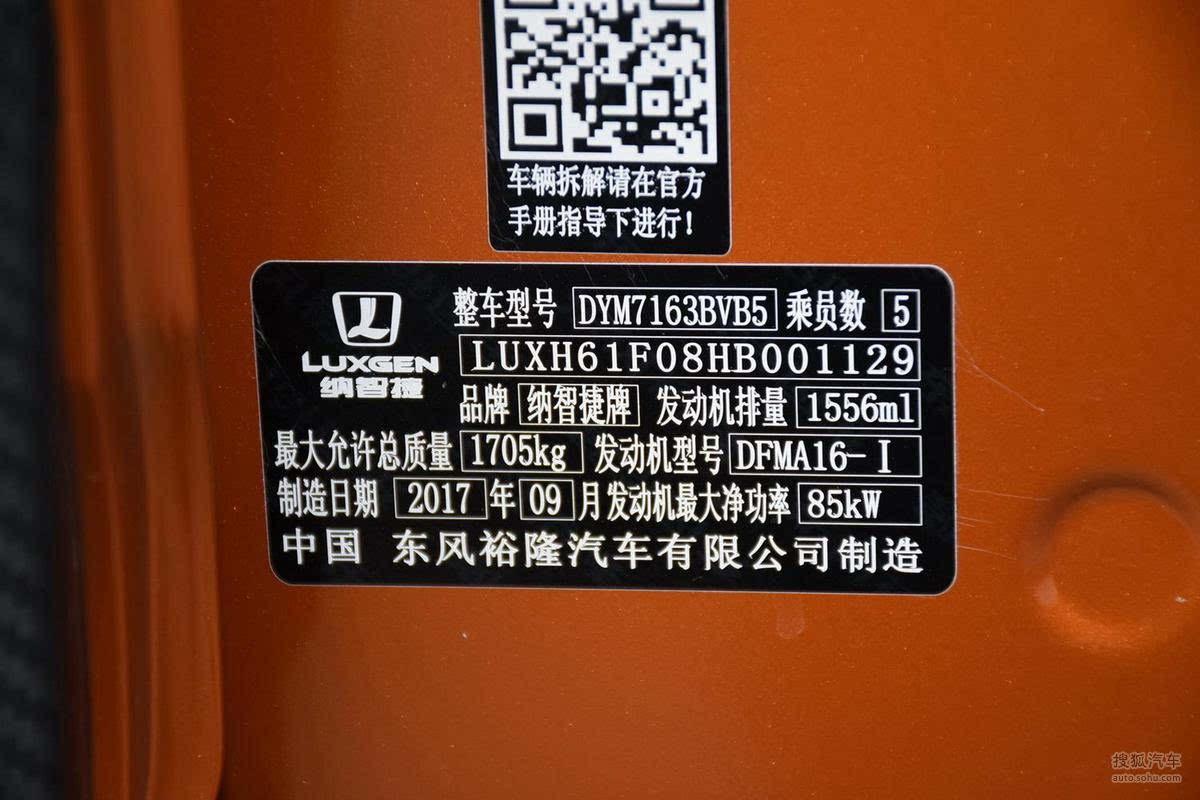 车辆拆解请在官方
手册指导下进行!
LUXGEN
纳智捷
整车型号 DYM7163BVB5 乘员数 5
LUXH61F08HB001129
品牌 纳智捷牌 发动机排量 1556ml
最大允许总质量 1705kg 发动机型号 DFMA16-I
制造日期 2017 年 09 月 发动机最大净功率 85kW
中国 东风裕隆汽车有限公司制造
搜狐汽车
auto.sohu.com